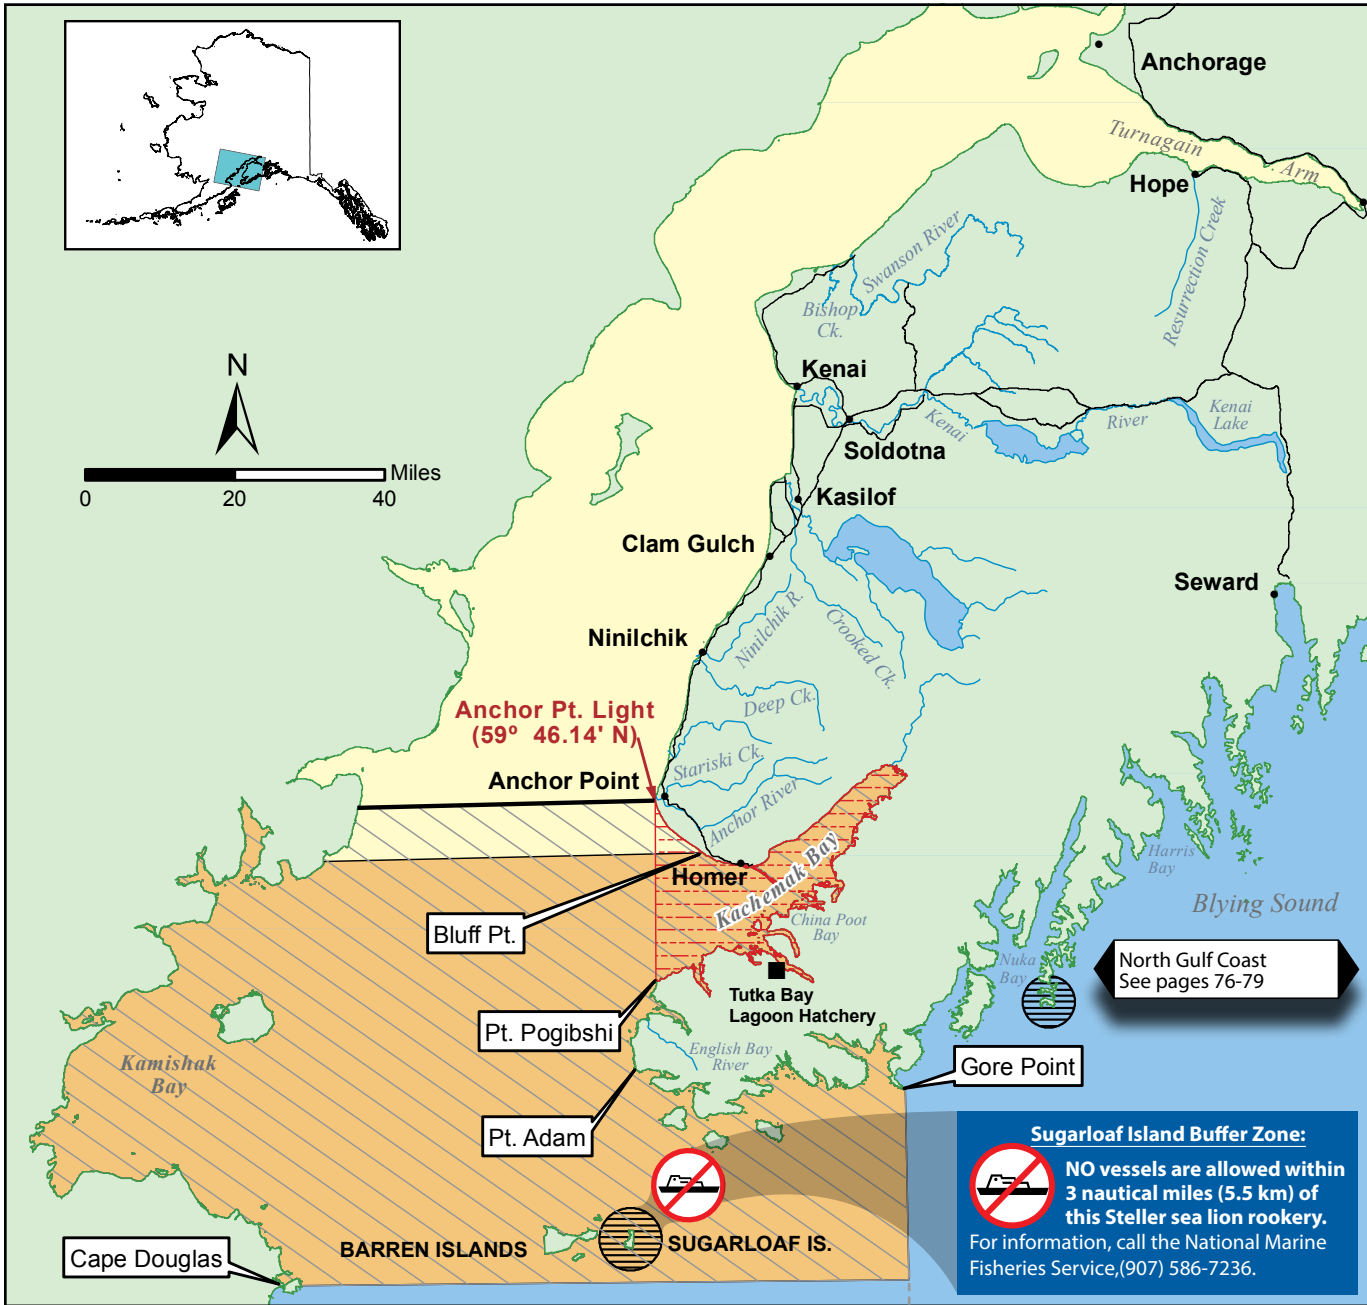 Anchorage
Turnagain
Arm
Hope
Resurrection Creek
Swanson River
Bishop
Ck.
N
Miles
0
20
40
Kenai
Soldotna
Kenai
River
Kenai
Lake
Kasilof
Clam Gulch
Seward
Ninilchik
Ninilchik R.
Crooked Ck.
Deep Ck.
Anchor Pt. Light
(59º 46.14' N)
Stariski Ck.
Anchor Point
Anchor River
Homer
Kachemak Bay
China Poot
Bay
Harris
Bay
Blying Sound
Bluff Pt.
Nuka
Bay
North Gulf Coast
See pages 76-79
Tutka Bay
Lagoon Hatchery
Pt. Pogibshi
English Bay
River
Kamishak
Bay
Gore Point
Pt. Adam
Sugarloaf Island Buffer Zone:
NO vessels are allowed within
3 nautical miles (5.5 km) of
this Steller sea lion rookery.
For information, call the National Marine
Fisheries Service,(907) 586-7236.
BARREN ISLANDS
SUGARLOAF IS.
Cape Douglas